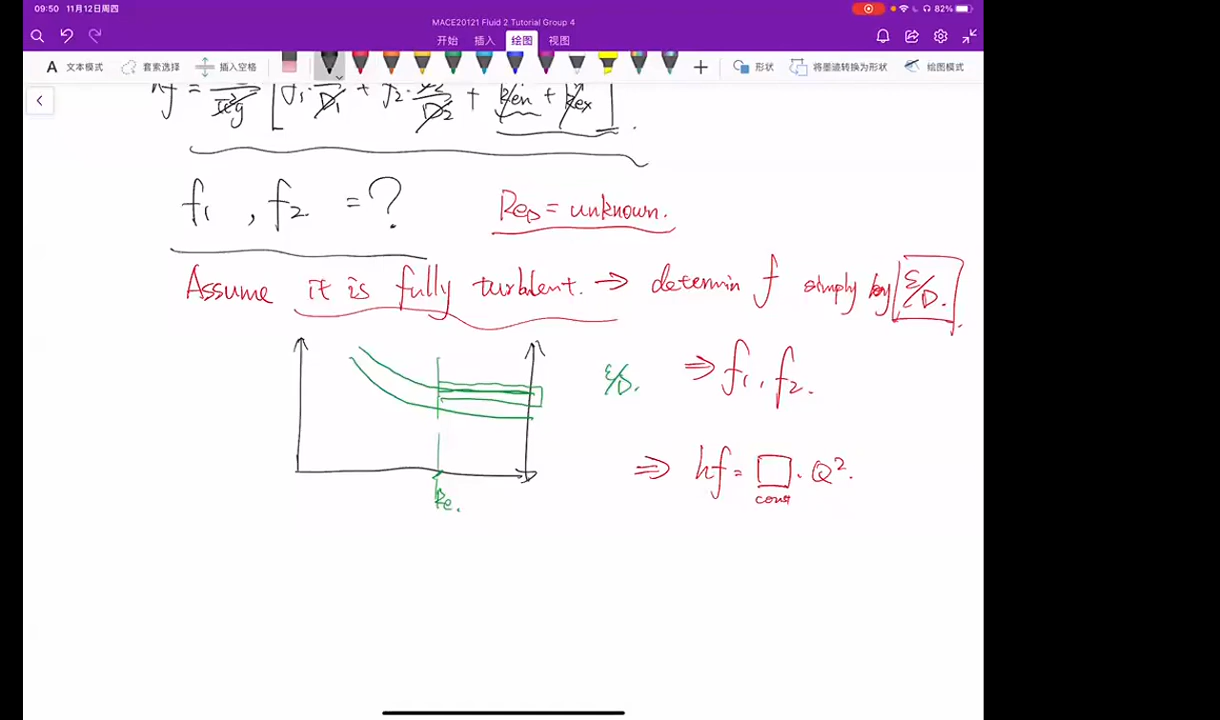 09:50 11月12日周四
82%
MACE20121 Fluid 2 Tutorial Group 4
开始 插入 绘图 视图
文本模式 套索选择 插入空格 形状 将墨迹转换为形状 绘图模式
f1, f2 = ?
ReD = unknown.
Assume it is fully turblent. → determin f simply by ε/D.
ε/D.
⇒ f1, f2.
⇒ hf = □ · Q².
const
Re.